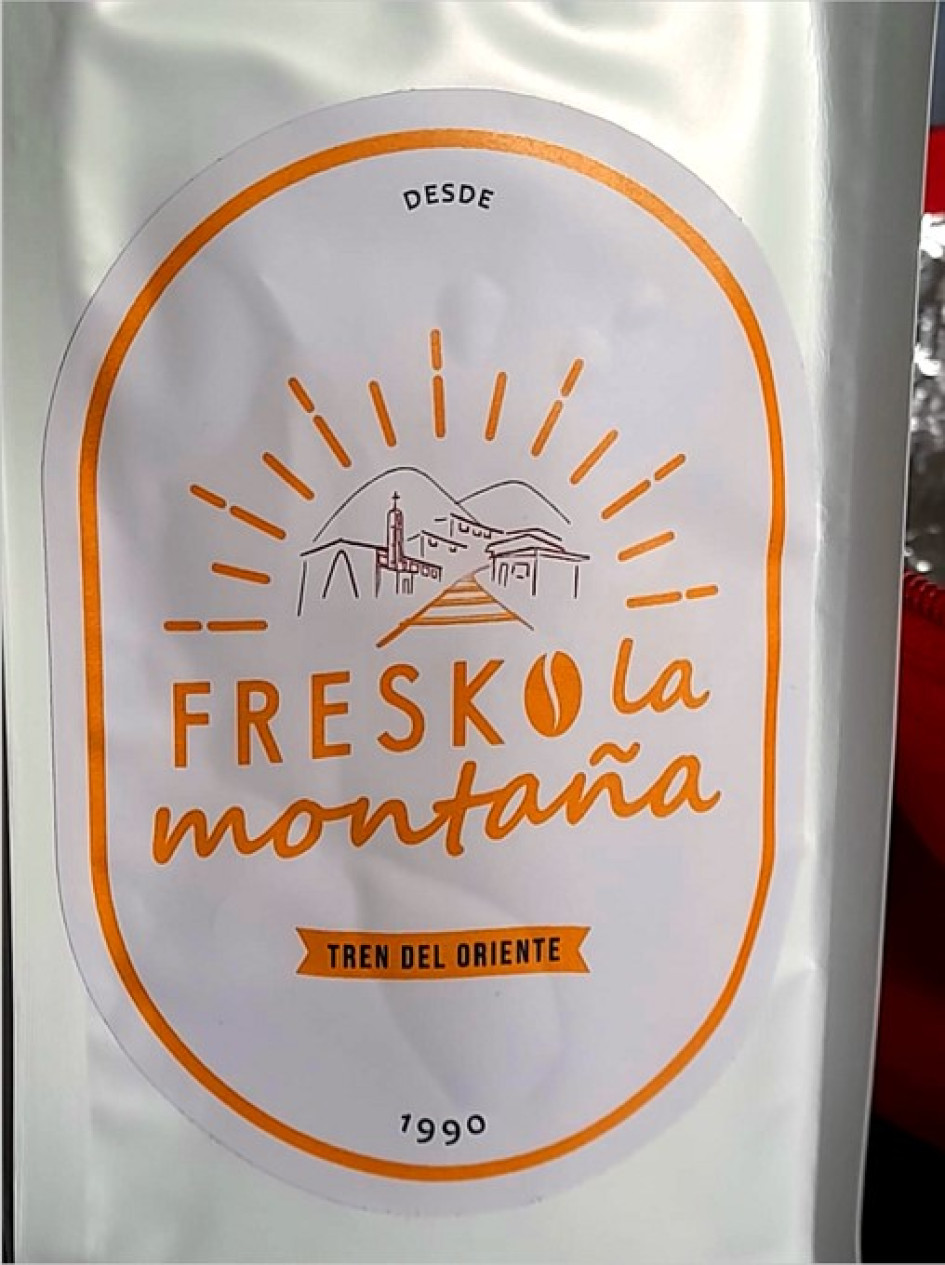 DESDE
FRESKO la
montaña
TREN DEL ORIENTE
1990